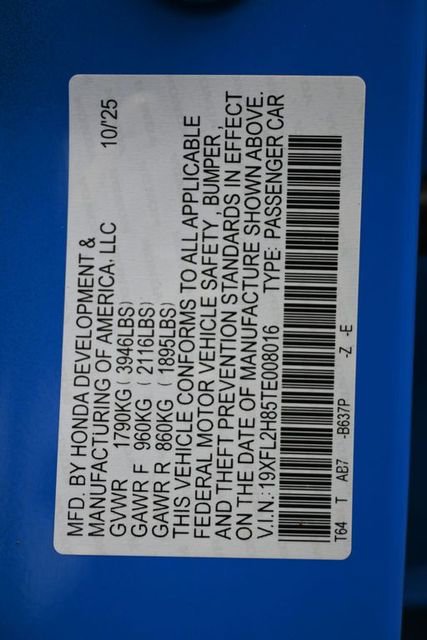 MFD. BY HONDA DEVELOPMENT &
MANUFACTURING OF AMERICA, LLC 10/'25
GVWR 1790KG (3946LBS)
GAWR F 960KG (2116LBS)
GAWR R 860KG (1895LBS)
THIS VEHICLE CONFORMS TO ALL APPLICABLE
FEDERAL MOTOR VEHICLE SAFETY , BUMPER ,
AND THEFT PREVENTION STANDARDS IN EFFECT
ON THE DATE OF MANUFACTURE SHOWN ABOVE.
V.I.N.:19XFL2H85TE008016 TYPE: PASSENGER CAR
T64 T AB7 -B637P -Z -E